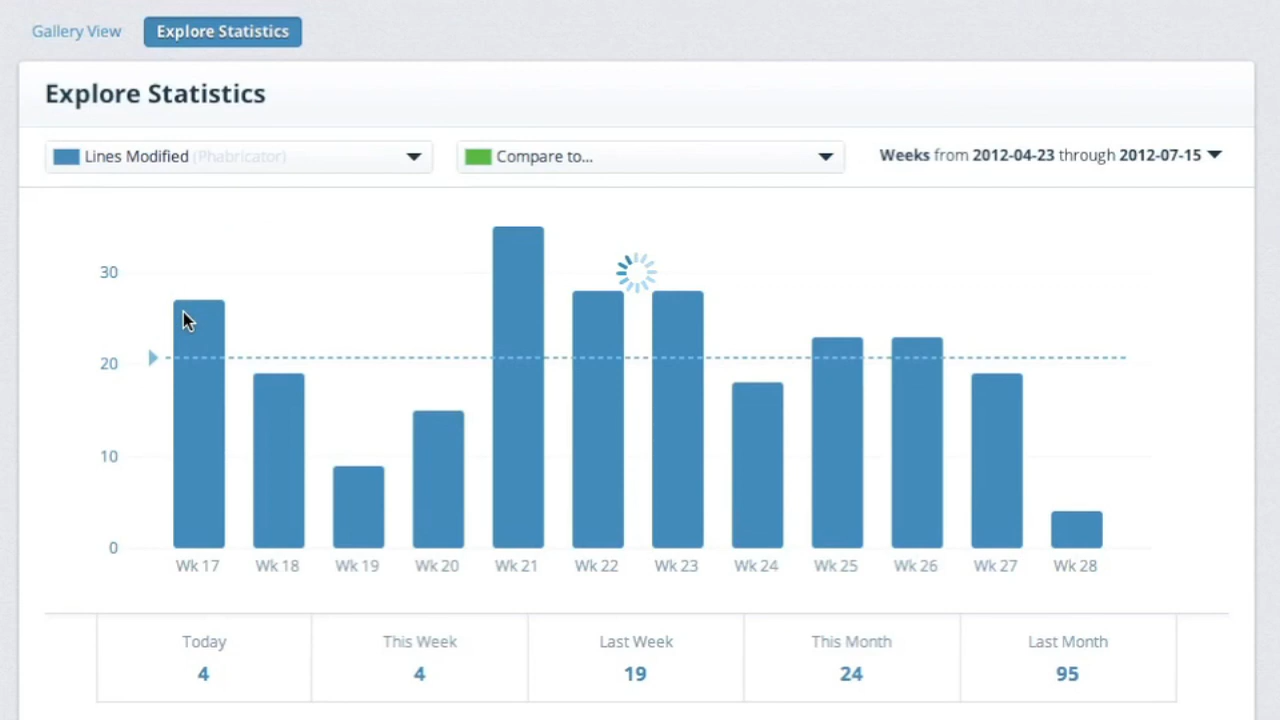 Gallery View Explore Statistics
Explore Statistics
Lines Modified (Phabricator) Compare to... Weeks from 2012-04-23 through 2012-07-15
30
20
10
0
Wk 17 Wk 18 Wk 19 Wk 20 Wk 21 Wk 22 Wk 23 Wk 24 Wk 25 Wk 26 Wk 27 Wk 28
Today This Week Last Week This Month Last Month
4 4 19 24 95